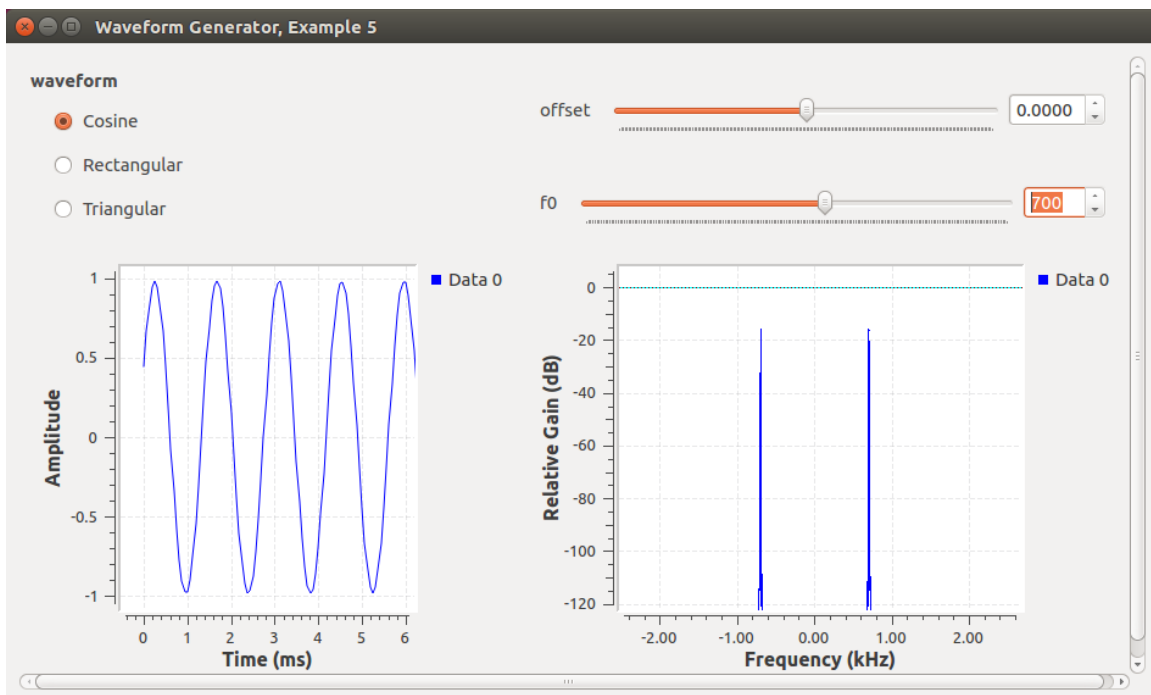 Waveform Generator, Example 5
waveform
Cosine
Rectangular
Triangular
offset
0.0000
f0
700
Data 0
1
0.5
0
-0.5
-1
Amplitude
0 1 2 3 4 5 6
Time (ms)
Data 0
0
-20
-40
-60
-80
-100
-120
Relative Gain (dB)
-2.00 -1.00 0.00 1.00 2.00
Frequency (kHz)